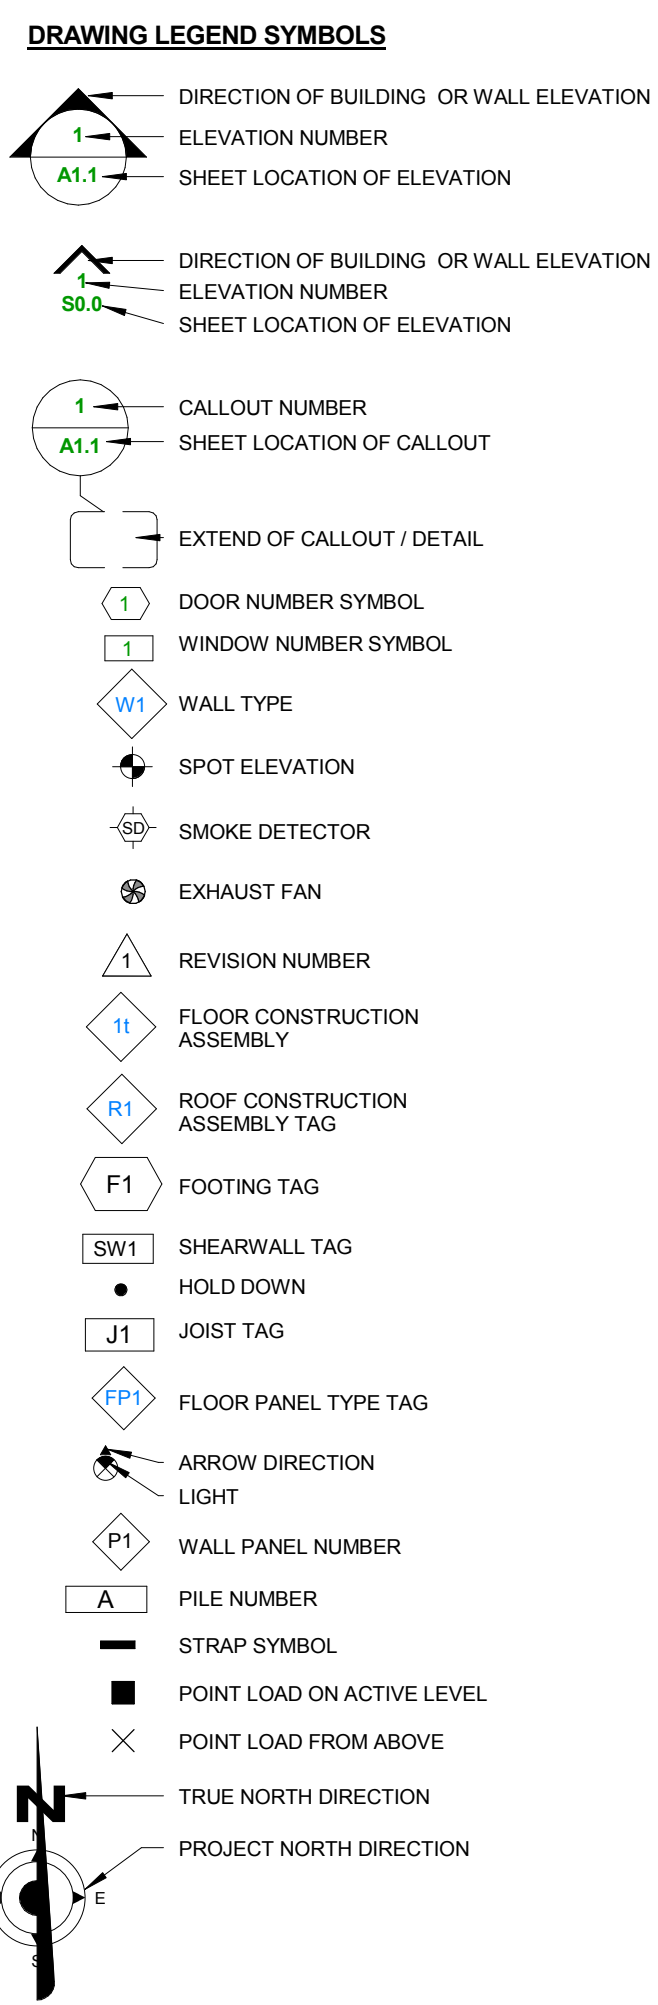 DRAWING LEGEND SYMBOLS
DIRECTION OF BUILDING OR WALL ELEVATION
1 ELEVATION NUMBER
A1.1 SHEET LOCATION OF ELEVATION
DIRECTION OF BUILDING OR WALL ELEVATION
1 ELEVATION NUMBER
S0.0 SHEET LOCATION OF ELEVATION
1 CALLOUT NUMBER
A1.1 SHEET LOCATION OF CALLOUT
EXTEND OF CALLOUT / DETAIL
1 DOOR NUMBER SYMBOL
1 WINDOW NUMBER SYMBOL
W1 WALL TYPE
SPOT ELEVATION
SD SMOKE DETECTOR
EXHAUST FAN
1 REVISION NUMBER
1t FLOOR CONSTRUCTION
ASSEMBLY
R1 ROOF CONSTRUCTION
ASSEMBLY TAG
F1 FOOTING TAG
SW1 SHEARWALL TAG
HOLD DOWN
J1 JOIST TAG
FP1 FLOOR PANEL TYPE TAG
ARROW DIRECTION
LIGHT
P1 WALL PANEL NUMBER
A PILE NUMBER
STRAP SYMBOL
POINT LOAD ON ACTIVE LEVEL
POINT LOAD FROM ABOVE
N TRUE NORTH DIRECTION
N
PROJECT NORTH DIRECTION
E
S